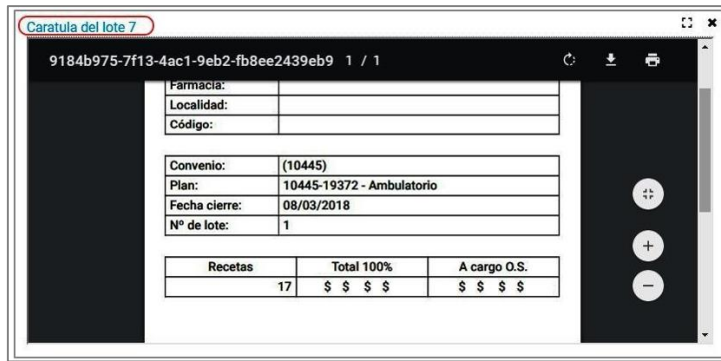 Caratula del lote 7
9184b975-7f13-4ac1-9eb2-fb8ee2439eb9 1 / 1
Farmacia:
Localidad:
Código:
Convenio: (10445)
Plan: 10445-19372 - Ambulatorio
Fecha cierre: 08/03/2018
Nº de lote: 1
Recetas Total 100% A cargo O.S.
17 $ $ $ $ $ $ $ $